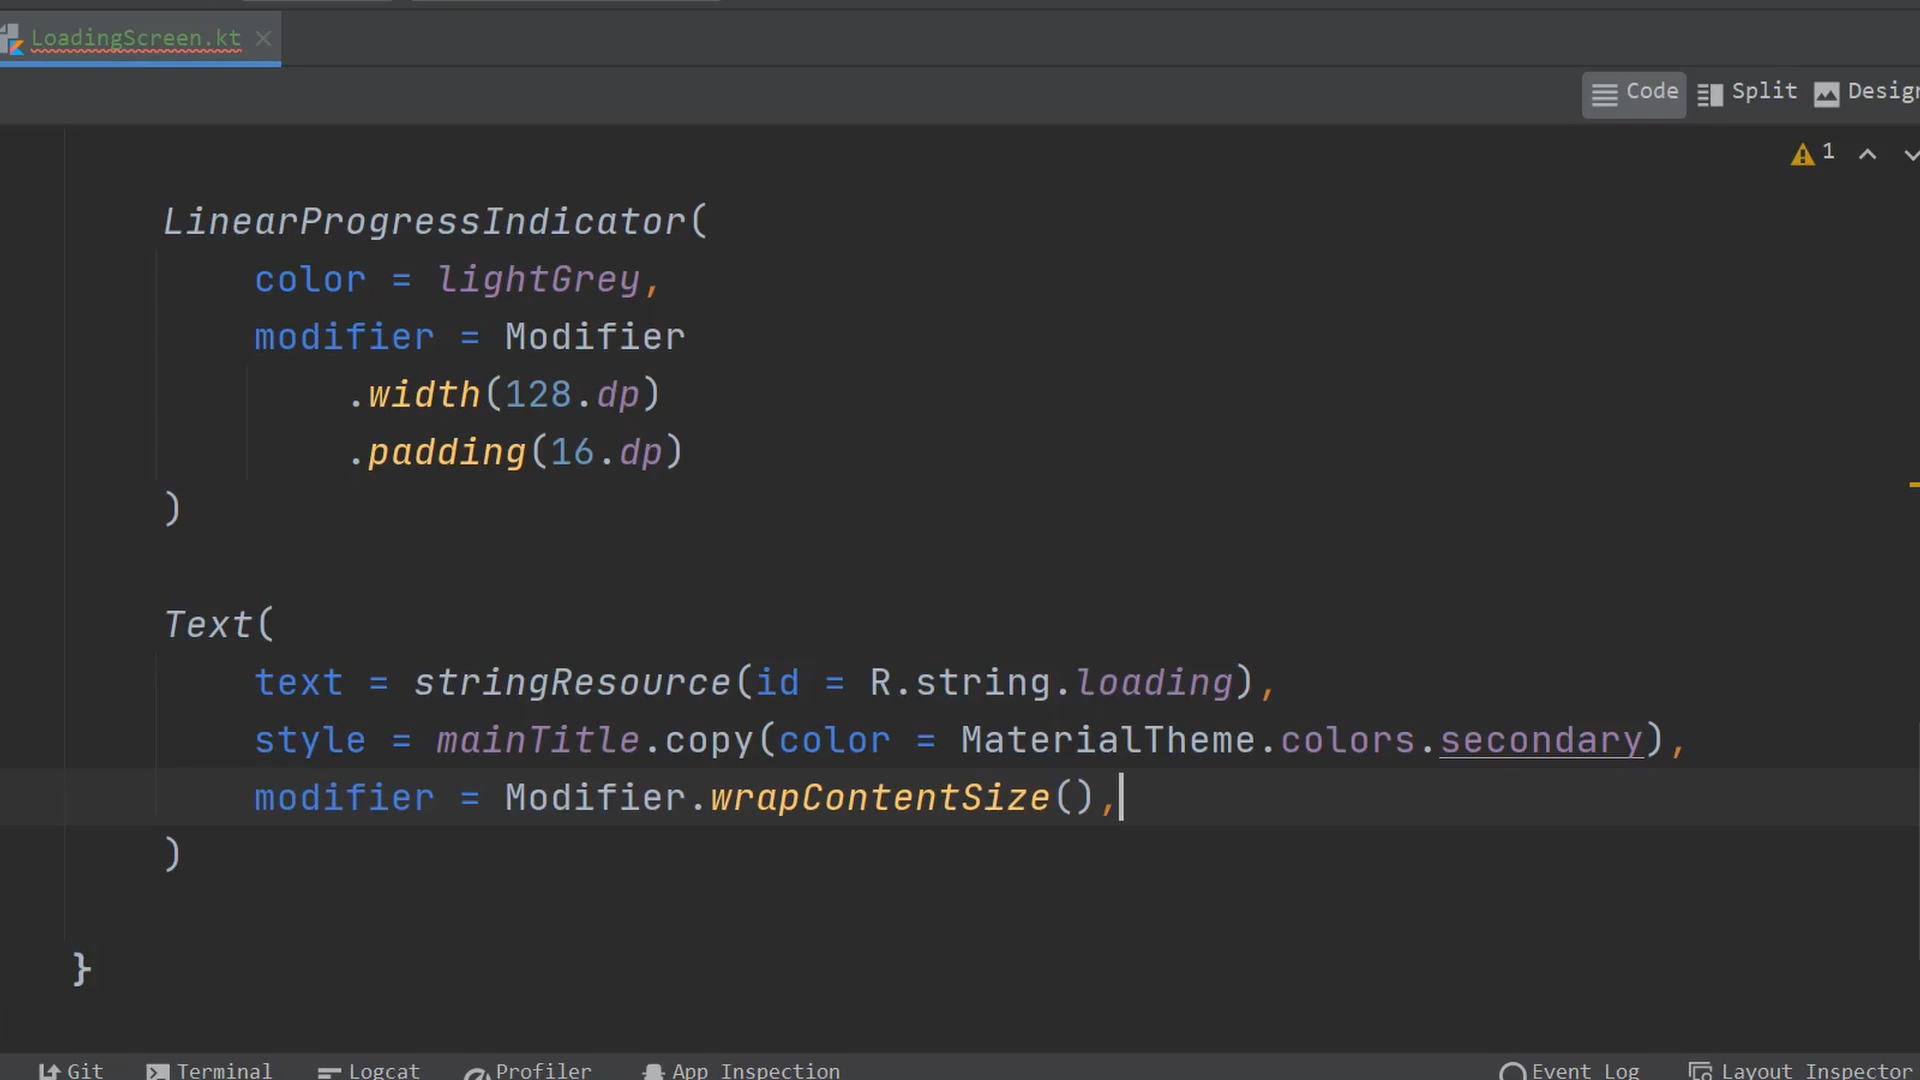 LoadingScreen.kt
Code Split Design
1
LinearProgressIndicator(
color = lightGrey,
modifier = Modifier
.width(128.dp)
.padding(16.dp)
)
Text(
text = stringResource(id = R.string.loading),
style = mainTitle.copy(color = MaterialTheme.colors.secondary),
modifier = Modifier.wrapContentSize(),
)
}
Git Terminal Logcat Profiler App Inspection Event Log Layout Inspector